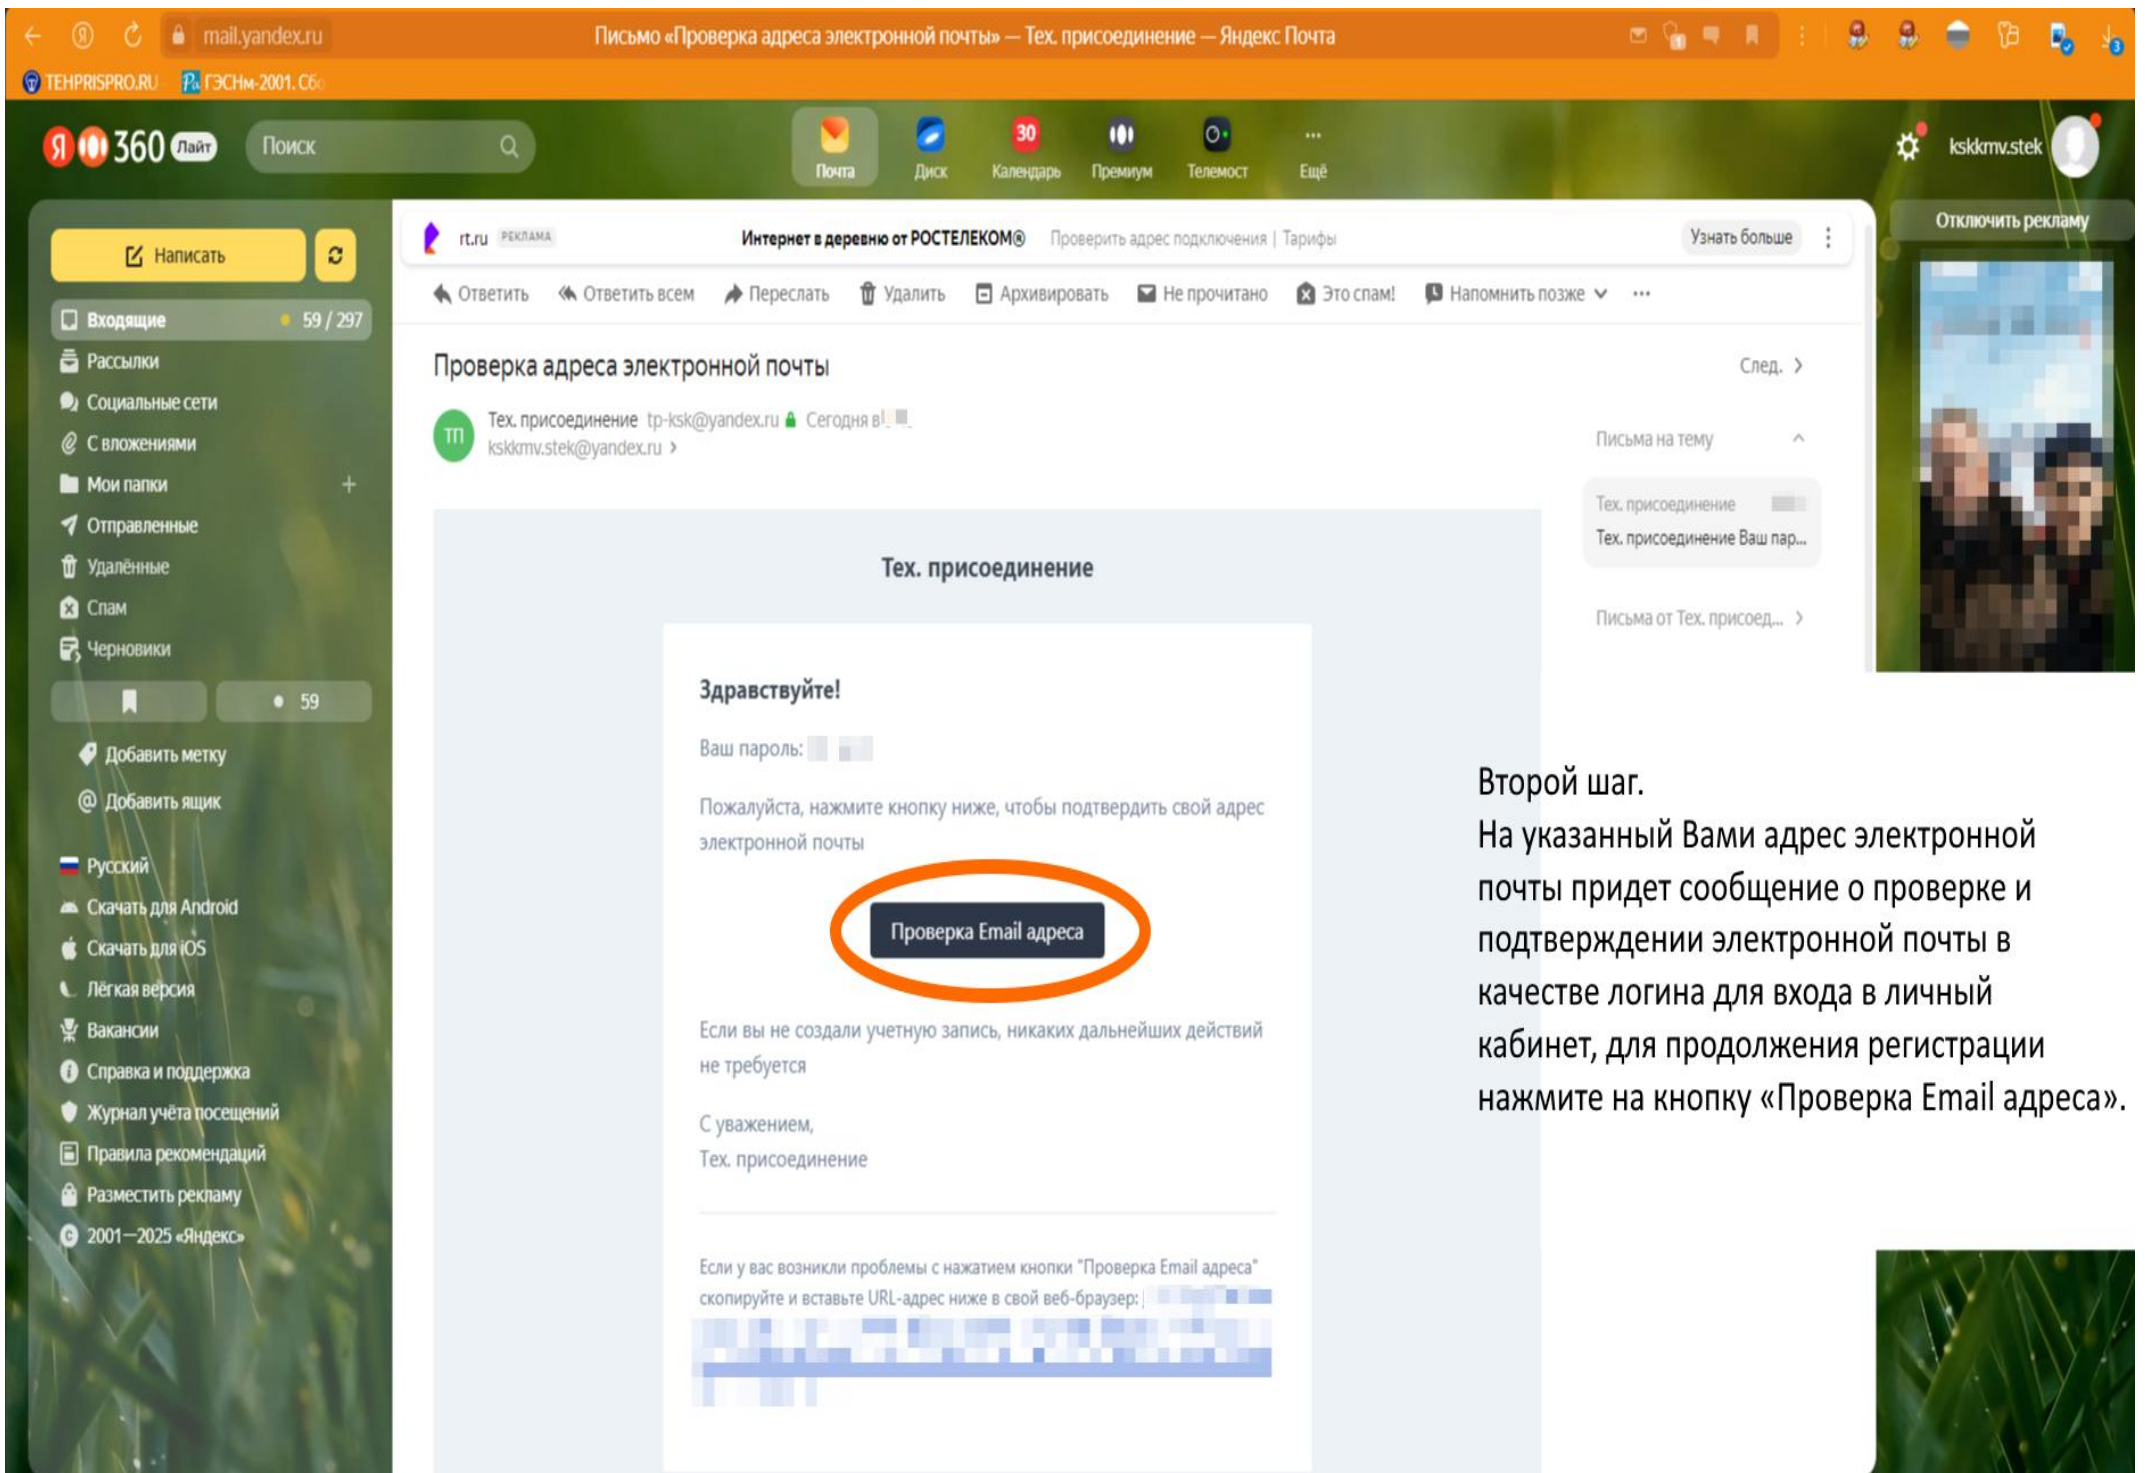 mail.yandex.ru
Письмо «Проверка адреса электронной почты» — Тех. присоединение — Яндекс Почта
1
3
TEHPRISPRO.RU
ГЭСНм-2001. Сбо
Я 360 Лайт
Поиск
Почта
Диск
30
Календарь
Премиум
Телемост
Ещё
kskkmv.stek
Отключить рекламу
Написать
Входящие 59 / 297
Рассылки
Социальные сети
С вложениями
Мои папки
Отправленные
Удалённые
Спам
Черновики
59
Добавить метку
Добавить ящик
Русский
Скачать для Android
Скачать для iOS
Лёгкая версия
Вакансии
Справка и поддержка
Журнал учёта посещений
Правила рекомендаций
Разместить рекламу
2001—2025 «Яндекс»
rt.ru РЕКЛАМА Интернет в деревню от РОСТЕЛЕКОМ® Проверить адрес подключения | Тарифы Узнать больше
Ответить Ответить всем Переслать Удалить Архивировать Не прочитано Это спам! Напомнить позже
Проверка адреса электронной почты
След.
ТП
Тех. присоединение tp-ksk@yandex.ru Сегодня в
kskkmv.stek@yandex.ru
Письма на тему
Тех. присоединение
Тех. присоединение Ваш пар...
Письма от Тех. присоед...
Тех. присоединение
Здравствуйте!
Ваш пароль:
Пожалуйста, нажмите кнопку ниже, чтобы подтвердить свой адрес
электронной почты
Проверка Email адреса
Если вы не создали учетную запись, никаких дальнейших действий
не требуется
С уважением,
Тех. присоединение
Если у вас возникли проблемы с нажатием кнопки "Проверка Email адреса"
скопируйте и вставьте URL-адрес ниже в свой веб-браузер:
Второй шаг.
На указанный Вами адрес электронной
почты придет сообщение о проверке и
подтверждении электронной почты в
качестве логина для входа в личный
кабинет, для продолжения регистрации
нажмите на кнопку «Проверка Email адреса».